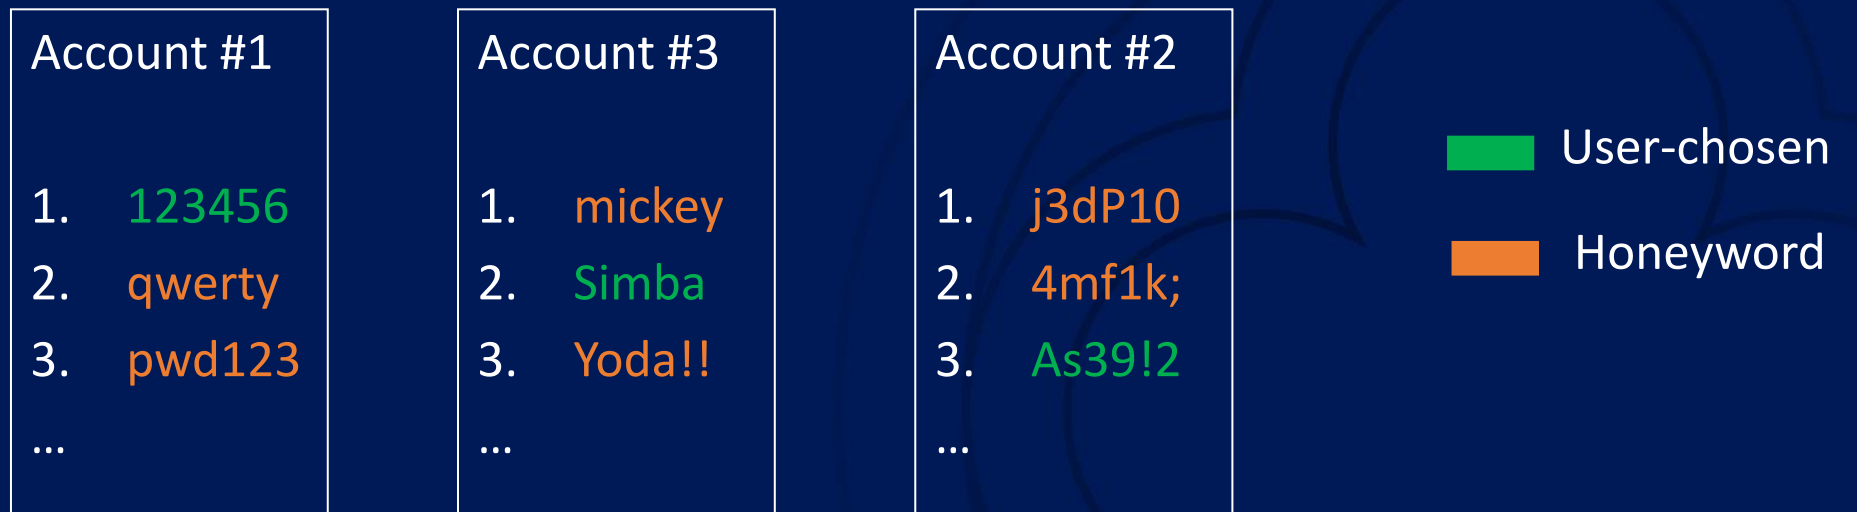 Account #1
1. 123456
2. qwerty
3. pwd123
...
Account #3
1. mickey
2. Simba
3. Yoda!!
...
Account #2
1. j3dP10
2. 4mf1k;
3. As39!2
...
User-chosen
Honeyword